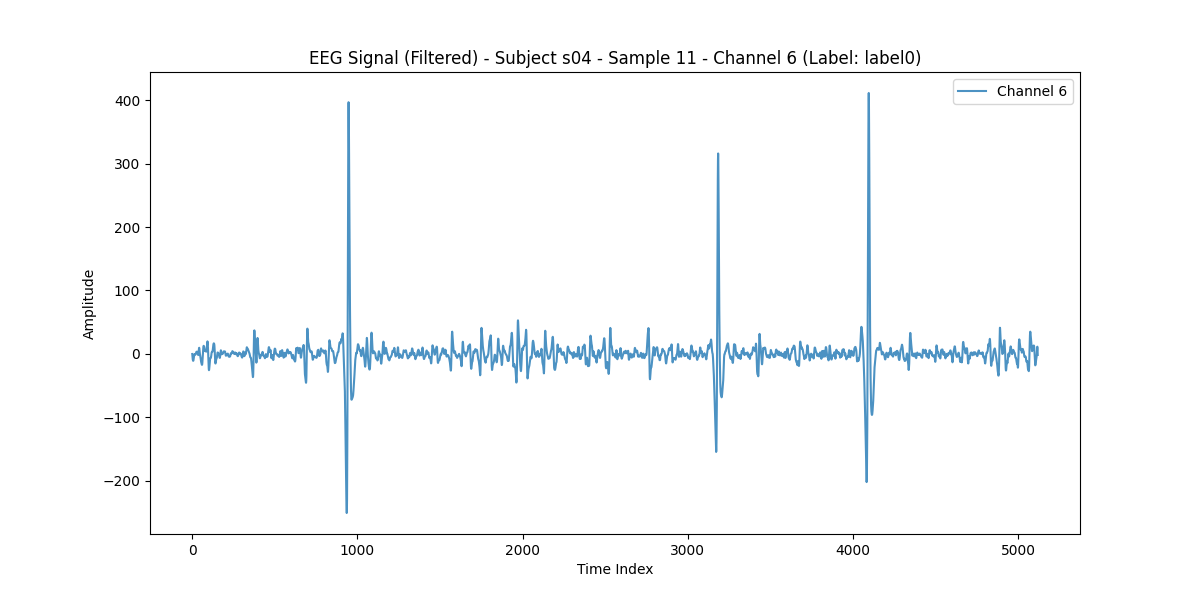 EEG Signal (Filtered) - Subject s04 - Sample 11 - Channel 6 (Label: label0)
Channel 6
400
300
200
100
0
−100
−200
Amplitude
0 1000 2000 3000 4000 5000
Time Index